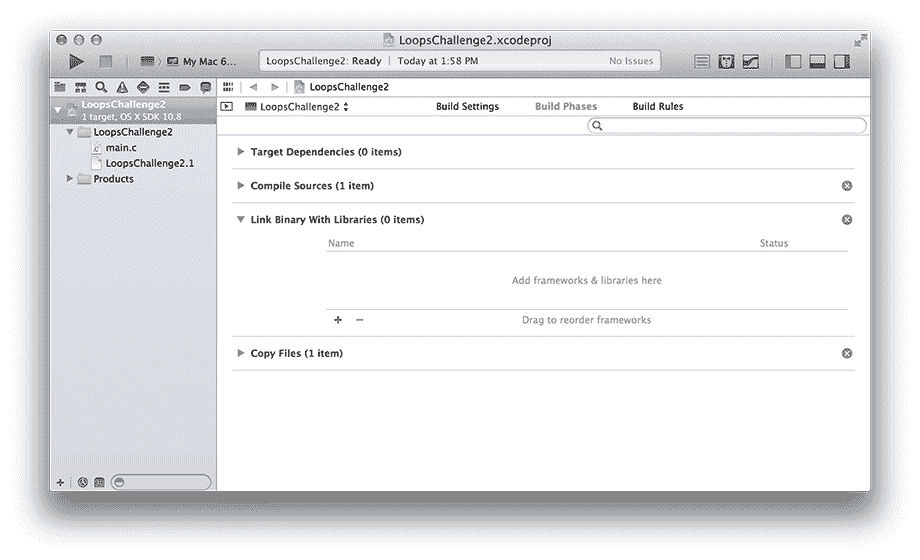 LoopsChallenge2.xcodeproj
My Mac 6... LoopsChallenge2: Ready | Today at 1:58 PM No Issues
LoopsChallenge2
LoopsChallenge2
1 target, OS X SDK 10.8
LoopsChallenge2 Build Settings Build Phases Build Rules
LoopsChallenge2
main.c
LoopsChallenge2.1
Products
Target Dependencies (0 items)
Compile Sources (1 item)
Link Binary With Libraries (0 items)
Name Status
Add frameworks & libraries here
Drag to reorder frameworks
Copy Files (1 item)